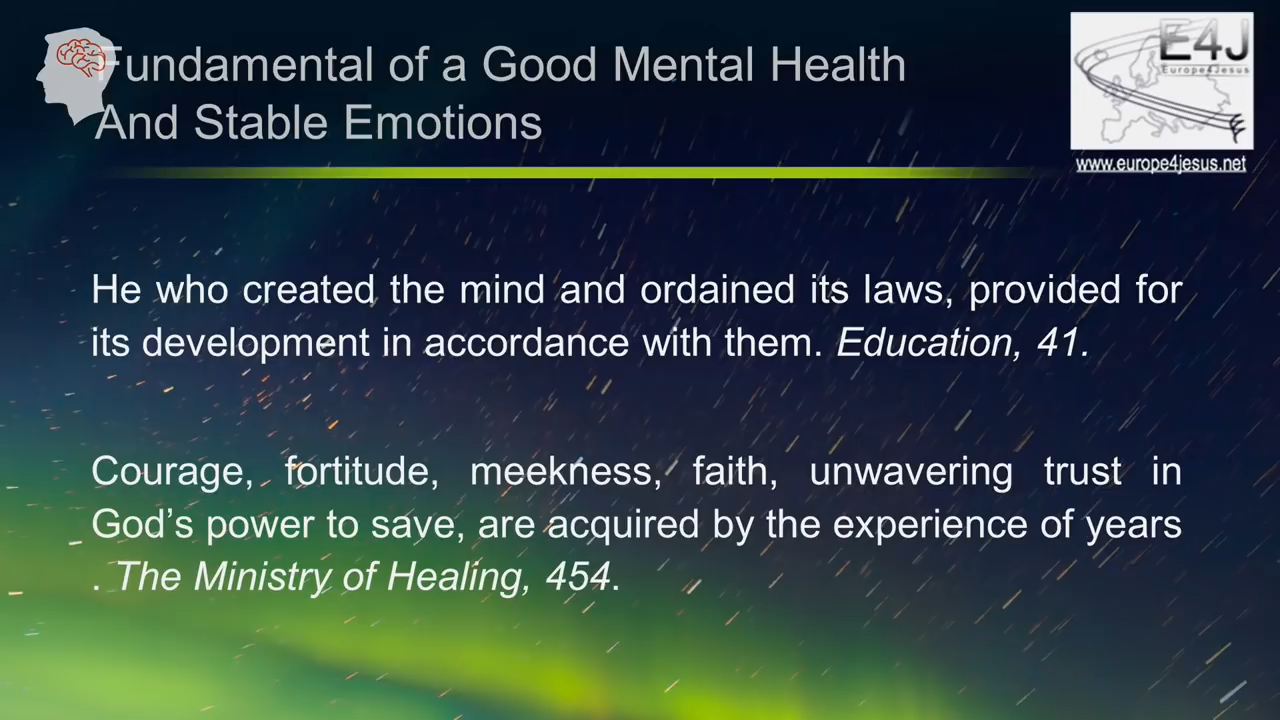 Fundamental of a Good Mental Health
And Stable Emotions
E4J
Europe4Jesus
www.europe4jesus.net
He who created the mind and ordained its laws, provided for
its development in accordance with them. Education, 41.
Courage, fortitude, meekness, faith, unwavering trust in
God’s power to save, are acquired by the experience of years
. The Ministry of Healing, 454.